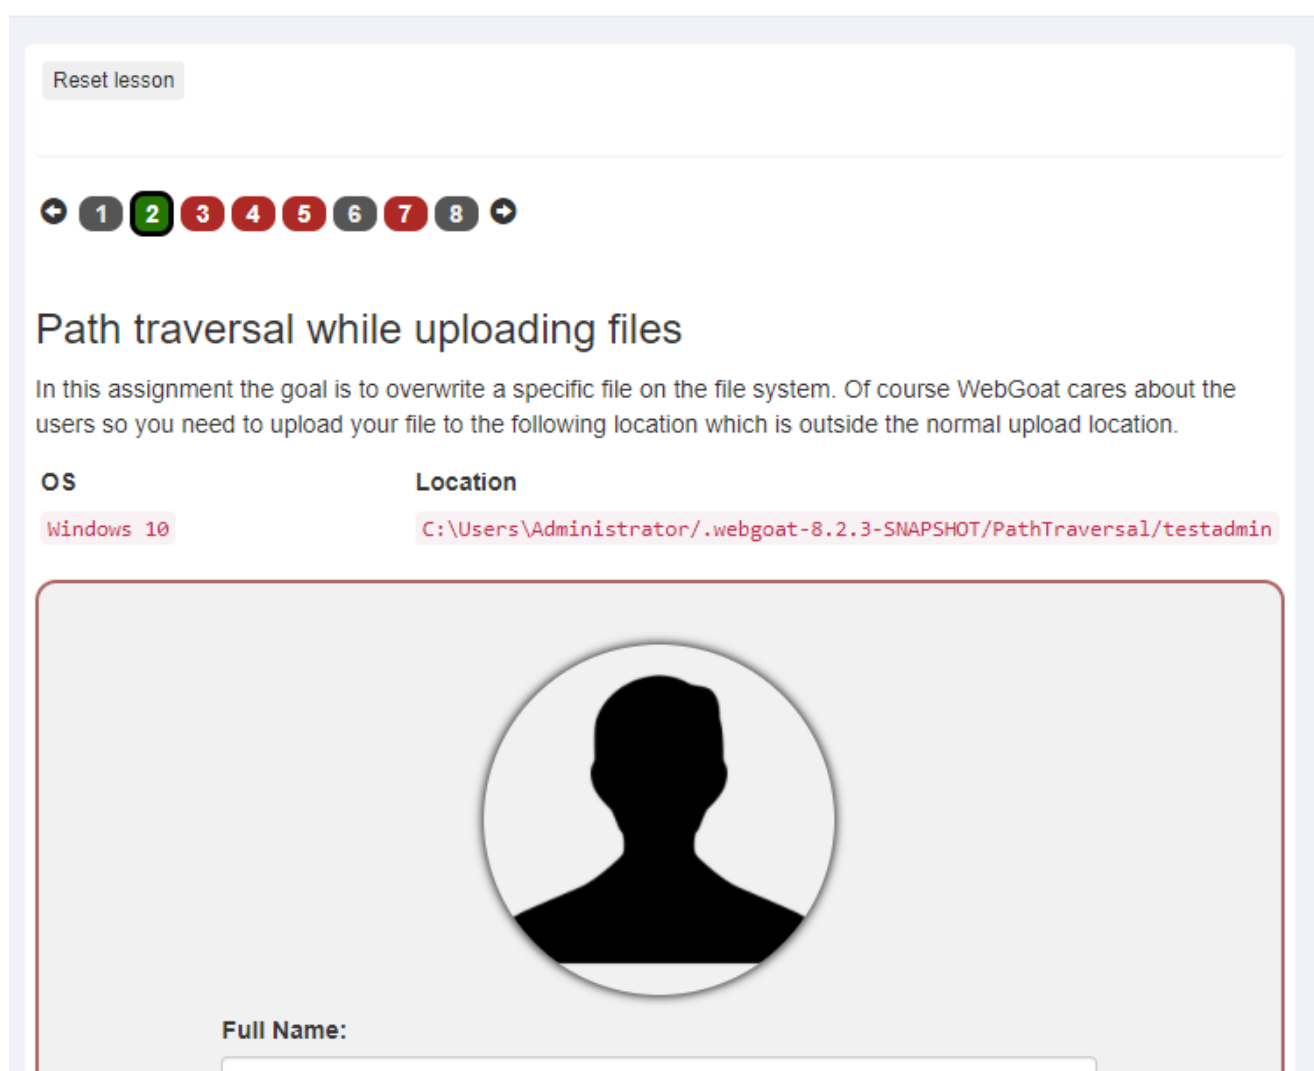 Reset lesson
1 2 3 4 5 6 7 8
Path traversal while uploading files
In this assignment the goal is to overwrite a specific file on the file system. Of course WebGoat cares about the
users so you need to upload your file to the following location which is outside the normal upload location.
OS Location
Windows 10 C:\Users\Administrator/.webgoat-8.2.3-SNAPSHOT/PathTraversal/testadmin
Full Name: